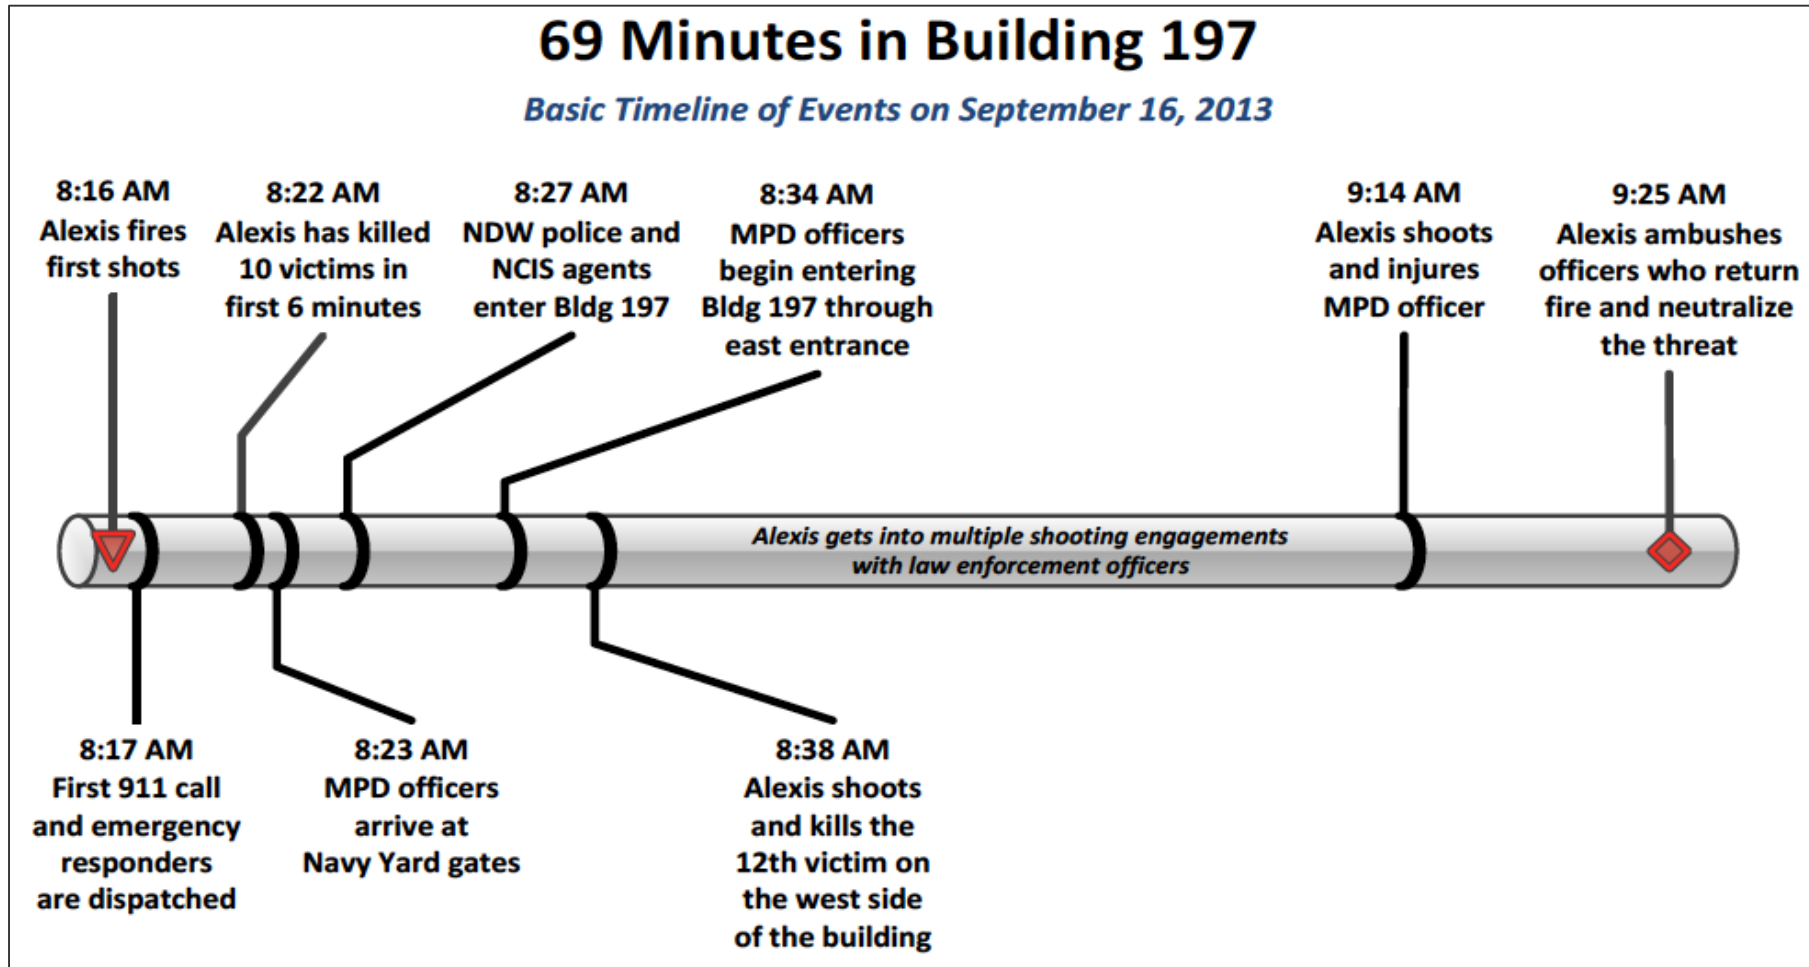 69 Minutes in Building 197
Basic Timeline of Events on September 16, 2013
8:16 AM
Alexis fires
first shots
8:22 AM
Alexis has killed
10 victims in
first 6 minutes
8:27 AM
NDW police and
NCIS agents
enter Bldg 197
8:34 AM
MPD officers
begin entering
Bldg 197 through
east entrance
9:14 AM
Alexis shoots
and injures
MPD officer
9:25 AM
Alexis ambushes
officers who return
fire and neutralize
the threat
Alexis gets into multiple shooting engagements
with law enforcement officers
8:17 AM
First 911 call
and emergency
responders
are dispatched
8:23 AM
MPD officers
arrive at
Navy Yard gates
8:38 AM
Alexis shoots
and kills the
12th victim on
the west side
of the building